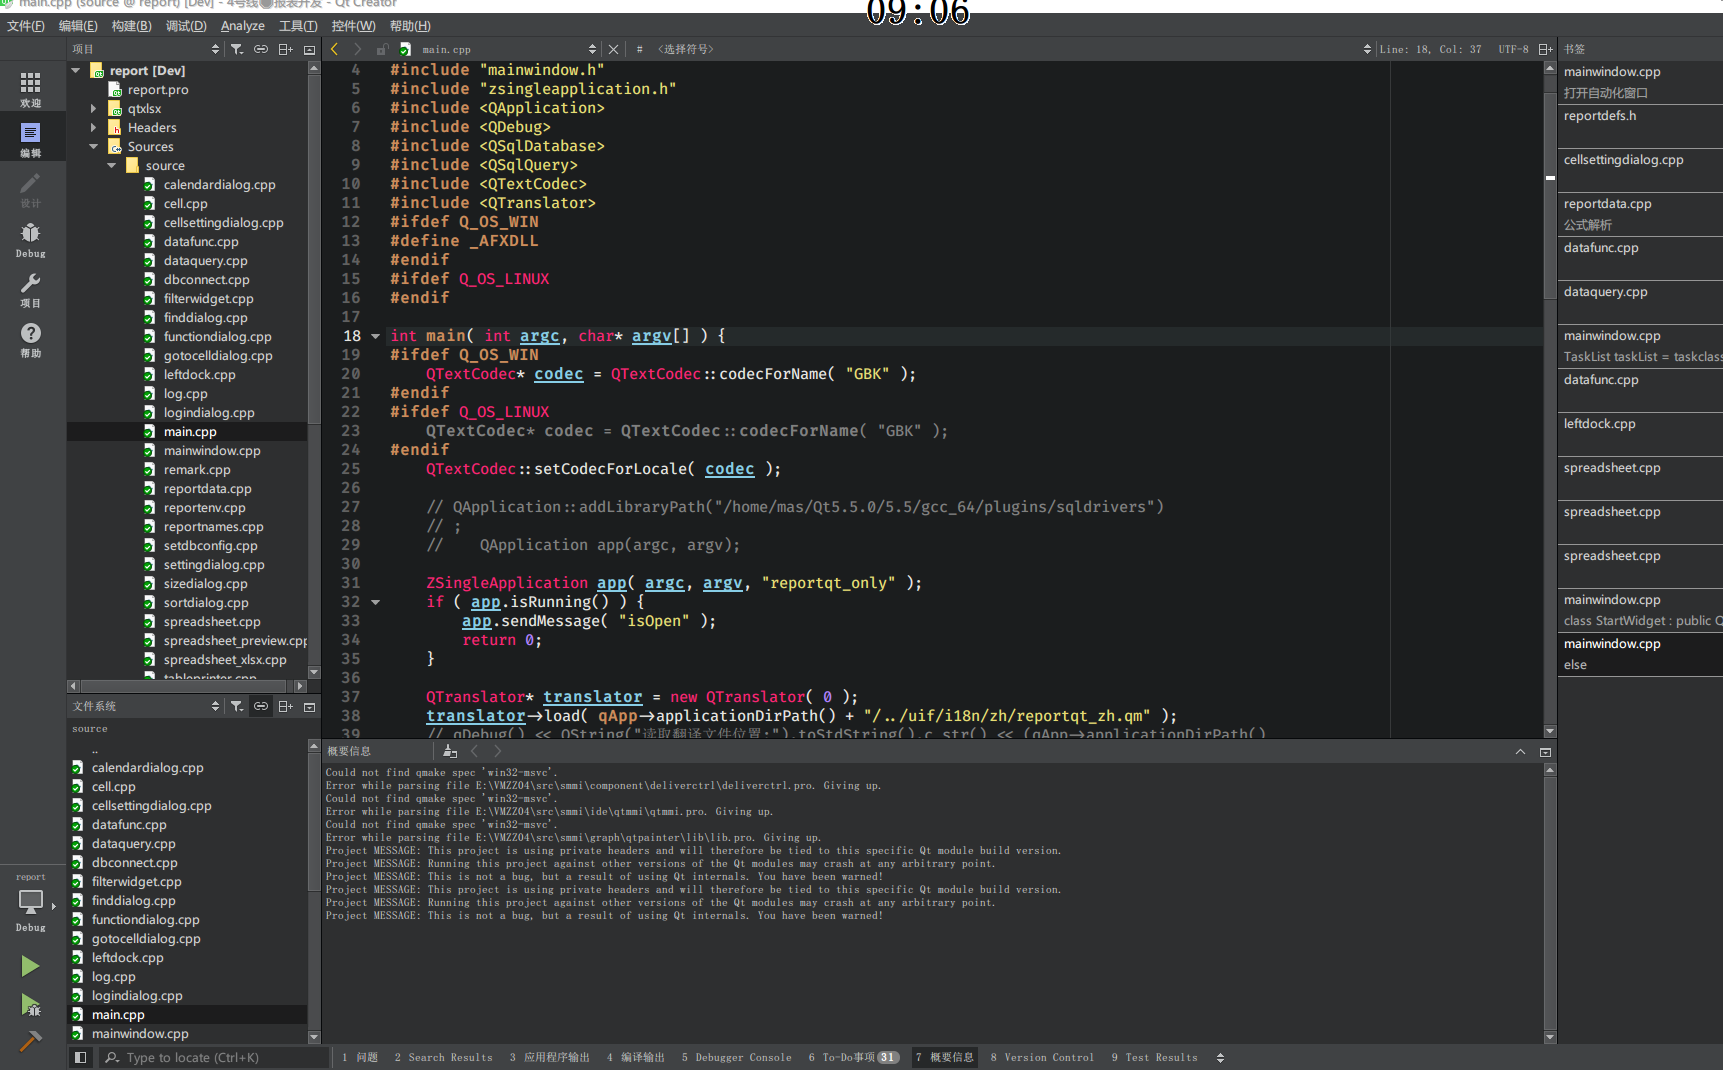 main.cpp (source @ report) [Dev] - 4号线报表开发 - Qt Creator
09:06
文件(F) 编辑(E) 构建(B) 调试(D) Analyze 工具(T) 控件(W) 帮助(H)
项目
main.cpp
# <选择符号>
Line: 18, Col: 37 UTF-8
书签
欢迎
编辑
设计
Debug
项目
帮助
report
Debug
report [Dev]
report.pro
qtxlsx
Headers
Sources
source
calendardialog.cpp
cell.cpp
cellsettingdialog.cpp
datafunc.cpp
dataquery.cpp
dbconnect.cpp
filterwidget.cpp
finddialog.cpp
functiondialog.cpp
gotocelldialog.cpp
leftdock.cpp
log.cpp
logindialog.cpp
main.cpp
mainwindow.cpp
remark.cpp
reportdata.cpp
reportenv.cpp
reportnames.cpp
setdbconfig.cpp
settingdialog.cpp
sizedialog.cpp
sortdialog.cpp
spreadsheet.cpp
spreadsheet_preview.cpp
spreadsheet_xlsx.cpp
tableprinter.cpp
文件系统
source
..
calendardialog.cpp
cell.cpp
cellsettingdialog.cpp
datafunc.cpp
dataquery.cpp
dbconnect.cpp
filterwidget.cpp
finddialog.cpp
functiondialog.cpp
gotocelldialog.cpp
leftdock.cpp
log.cpp
logindialog.cpp
main.cpp
mainwindow.cpp
4 #include "mainwindow.h"
5 #include "zsingleapplication.h"
6 #include <QApplication>
7 #include <QDebug>
8 #include <QSqlDatabase>
9 #include <QSqlQuery>
10 #include <QTextCodec>
11 #include <QTranslator>
12 #ifdef Q_OS_WIN
13 #define _AFXDLL
14 #endif
15 #ifdef Q_OS_LINUX
16 #endif
17
18 int main( int argc, char* argv[] ) {
19 #ifdef Q_OS_WIN
20 QTextCodec* codec = QTextCodec::codecForName( "GBK" );
21 #endif
22 #ifdef Q_OS_LINUX
23 QTextCodec* codec = QTextCodec::codecForName( "GBK" );
24 #endif
25 QTextCodec::setCodecForLocale( codec );
26
27 // QApplication::addLibraryPath("/home/mas/Qt5.5.0/5.5/gcc_64/plugins/sqldrivers")
28 // ;
29 // QApplication app(argc, argv);
30
31 ZSingleApplication app( argc, argv, "reportqt_only" );
32 if ( app.isRunning() ) {
33 app.sendMessage( "isOpen" );
34 return 0;
35 }
36
37 QTranslator* translator = new QTranslator( 0 );
38 translator->load( qApp->applicationDirPath() + "/../uif/i18n/zh/reportqt_zh.qm" );
39 // qDebug() << QString("读取翻译文件位置:").toStdString().c_str() << (qApp->applicationDirPath()
概要信息
Could not find qmake spec 'win32-msvc'.
Error while parsing file E:\VMZZ04\src\smmi\component\deliverctrl\deliverctrl.pro. Giving up.
Could not find qmake spec 'win32-msvc'.
Error while parsing file E:\VMZZ04\src\smmi\ide\qtmmi\qtmmi.pro. Giving up.
Could not find qmake spec 'win32-msvc'.
Error while parsing file E:\VMZZ04\src\smmi\graph\qtpainter\lib\lib.pro. Giving up.
Project MESSAGE: This project is using private headers and will therefore be tied to this specific Qt module build version.
Project MESSAGE: Running this project against other versions of the Qt modules may crash at any arbitrary point.
Project MESSAGE: This is not a bug, but a result of using Qt internals. You have been warned!
Project MESSAGE: This project is using private headers and will therefore be tied to this specific Qt module build version.
Project MESSAGE: Running this project against other versions of the Qt modules may crash at any arbitrary point.
Project MESSAGE: This is not a bug, but a result of using Qt internals. You have been warned!
mainwindow.cpp
打开自动化窗口
reportdefs.h
cellsettingdialog.cpp
reportdata.cpp
公式解析
datafunc.cpp
dataquery.cpp
mainwindow.cpp
TaskList taskList = taskclass
datafunc.cpp
leftdock.cpp
spreadsheet.cpp
spreadsheet.cpp
spreadsheet.cpp
mainwindow.cpp
class StartWidget : public Q
mainwindow.cpp
else
Type to locate (Ctrl+K)
1 问题 2 Search Results 3 应用程序输出 4 编译输出 5 Debugger Console 6 To-Do事项 31 7 概要信息 8 Version Control 9 Test Results